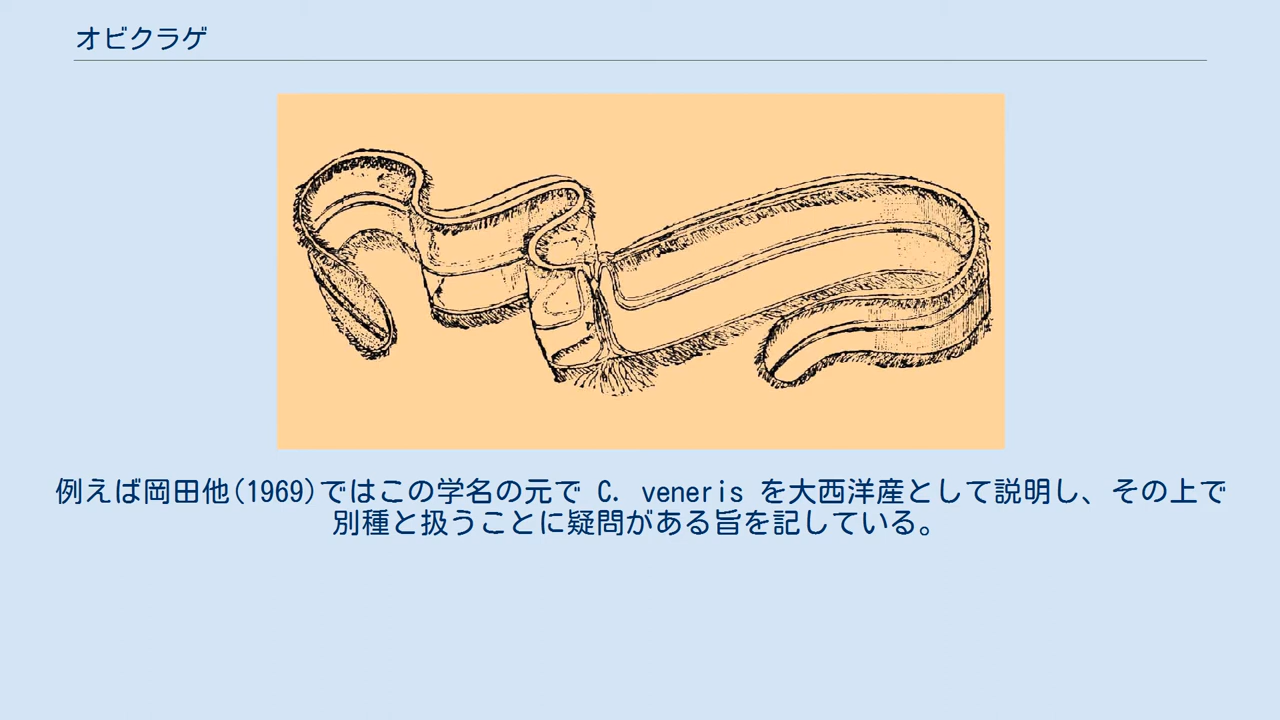 オビクラゲ
例えば岡田他(1969)ではこの学名の元で C. veneris を大西洋産として説明し、その上で
別種と扱うことに疑問がある旨を記している。